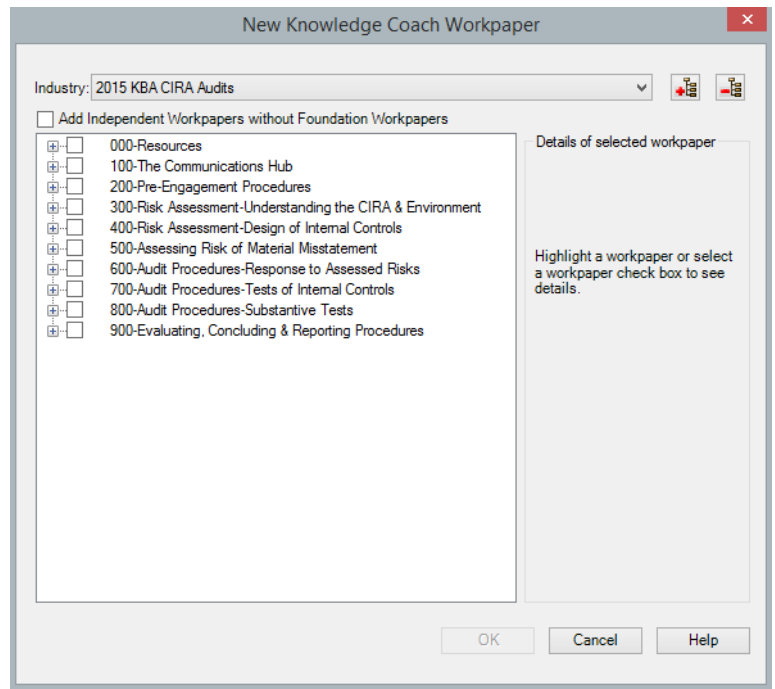 New Knowledge Coach Workpaper
Industry: 2015 KBA CIRA Audits
Add Independent Workpapers without Foundation Workpapers
000-Resources
100-The Communications Hub
200-Pre-Engagement Procedures
300-Risk Assessment-Understanding the CIRA & Environment
400-Risk Assessment-Design of Internal Controls
500-Assessing Risk of Material Misstatement
600-Audit Procedures-Response to Assessed Risks
700-Audit Procedures-Tests of Internal Controls
800-Audit Procedures-Substantive Tests
900-Evaluating, Concluding & Reporting Procedures
Details of selected workpaper
Highlight a workpaper or select
a workpaper check box to see
details.
OK Cancel Help